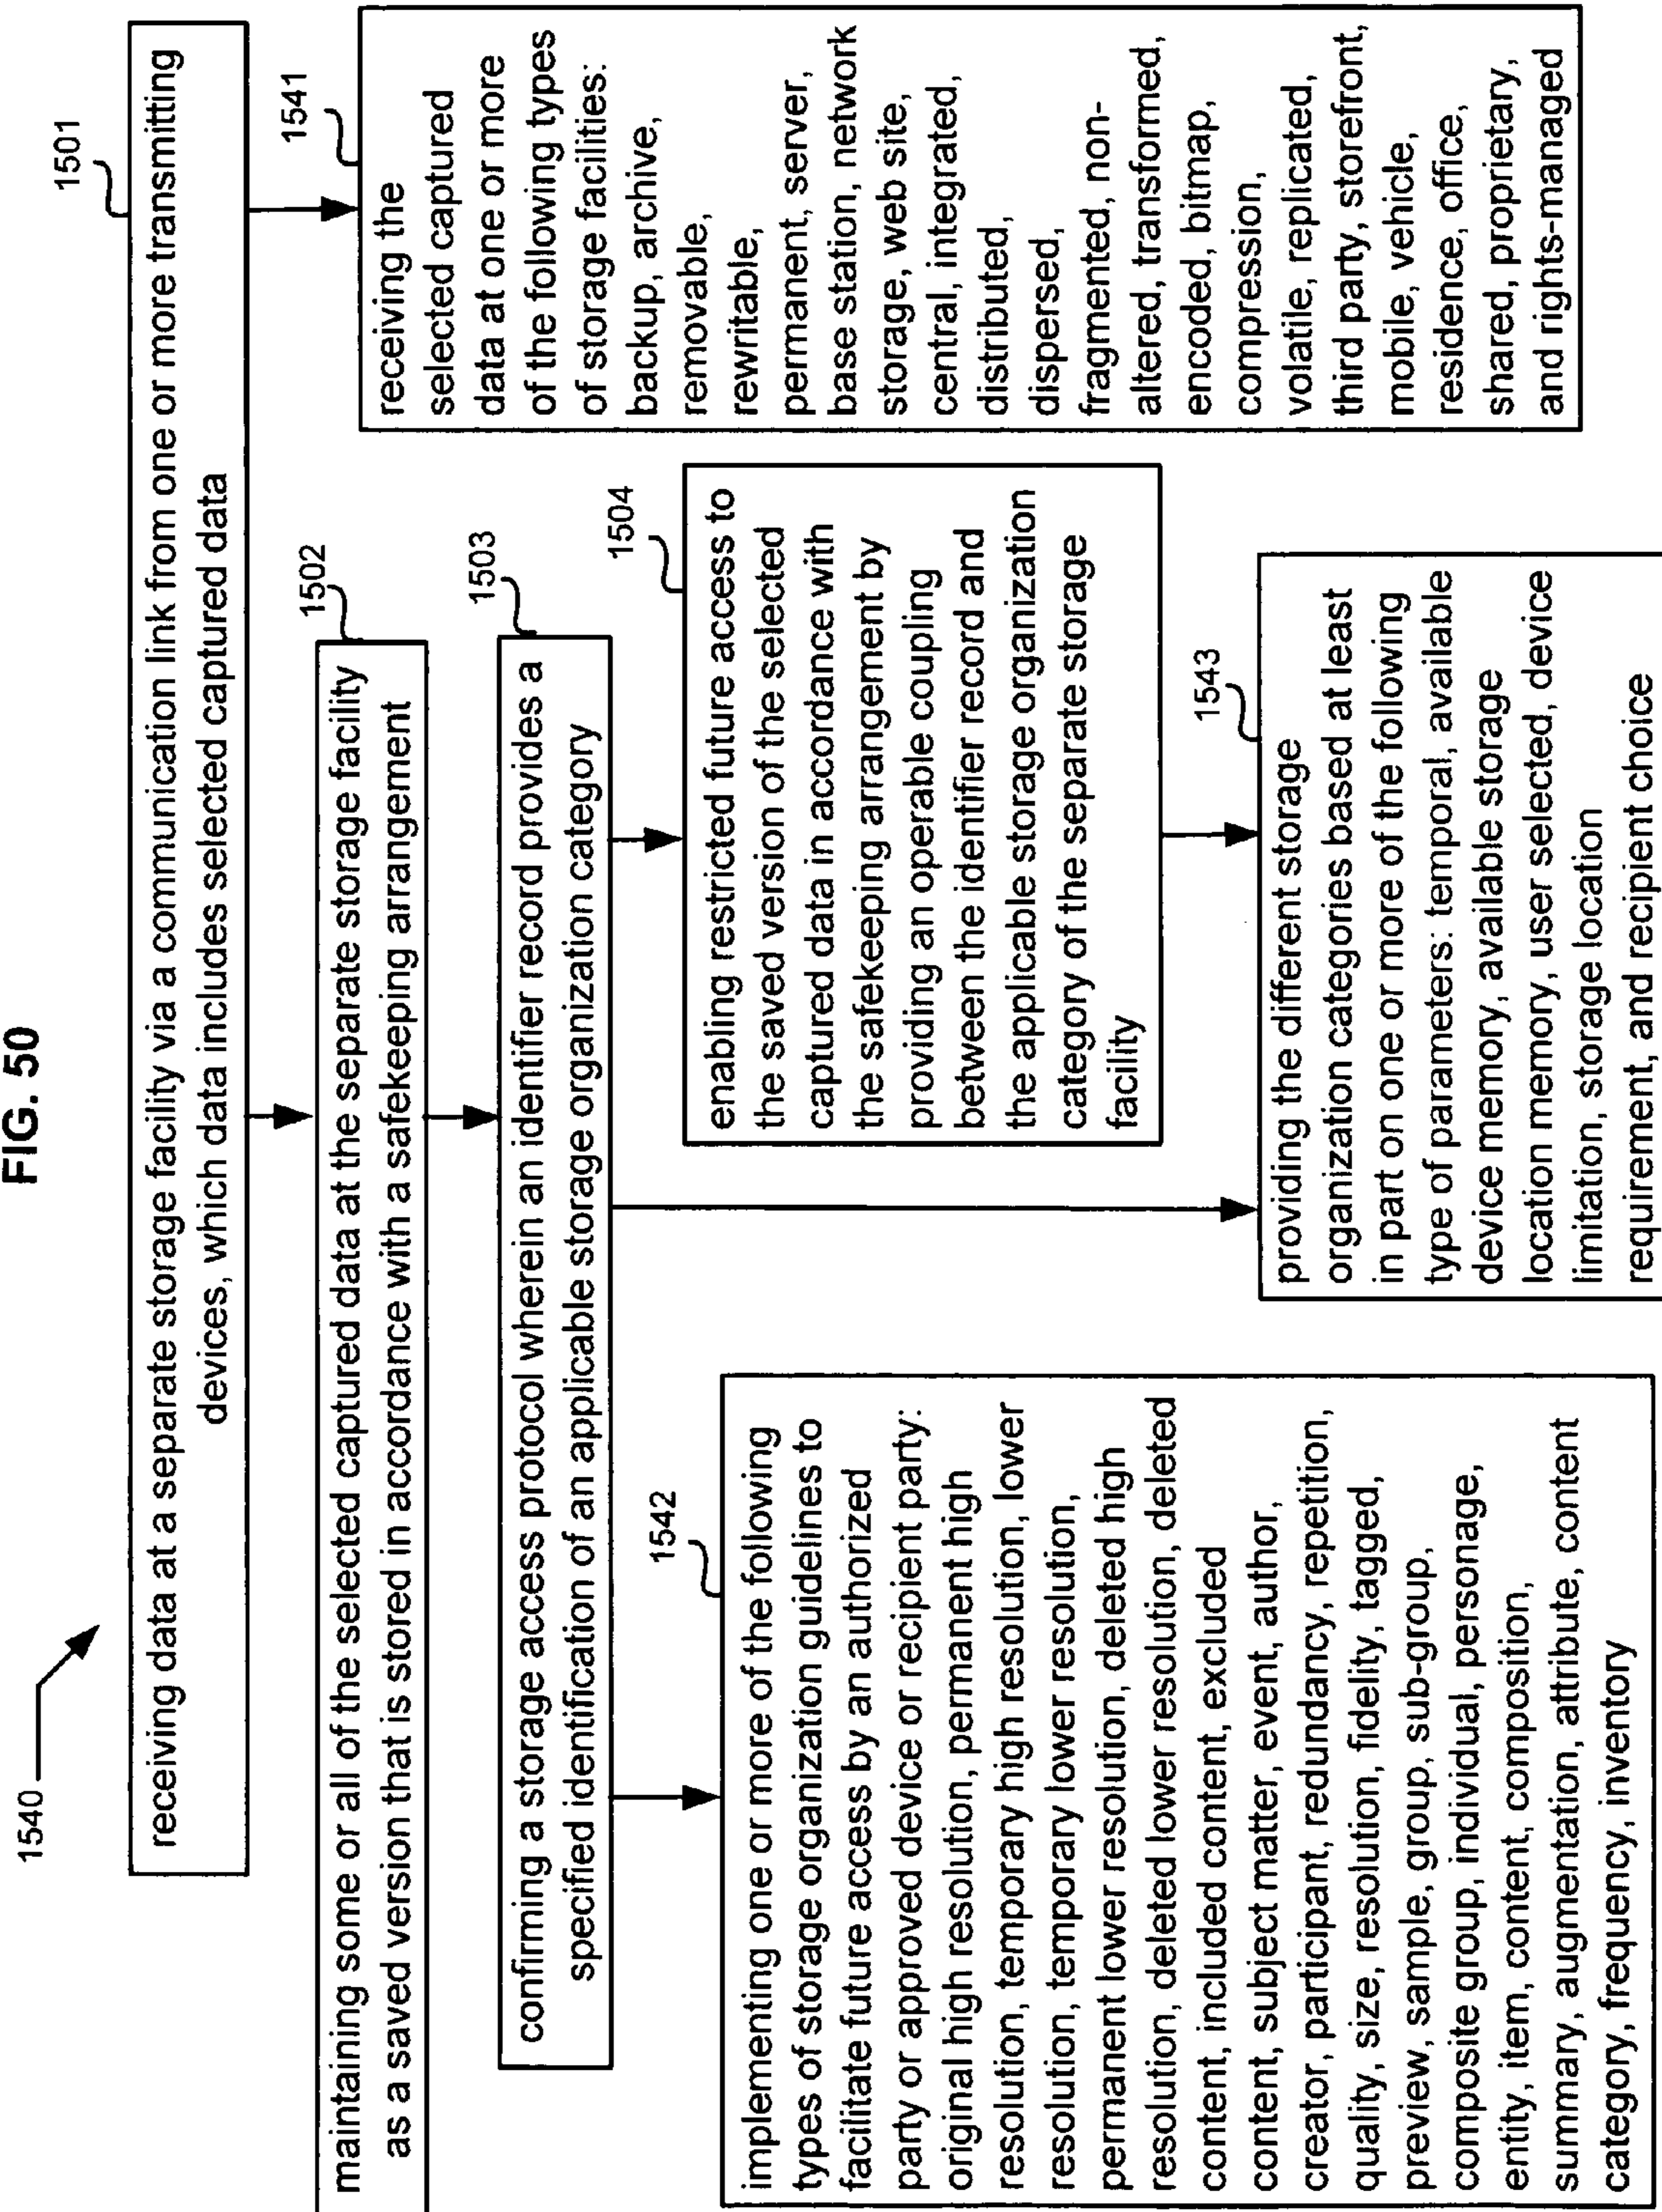 FIG. 50
1540
1501
receiving data at a separate storage facility via a communication link from one or more transmitting
devices, which data includes selected captured data
1502
maintaining some or all of the selected captured data at the separate storage facility
as a saved version that is stored in accordance with a safekeeping arrangement
1503
confirming a storage access protocol wherein an identifier record provides a
specified identification of an applicable storage organization category
1542
implementing one or more of the following
types of storage organization guidelines to
facilitate future access by an authorized
party or approved device or recipient party:
original high resolution, permanent high
resolution, temporary high resolution, lower
resolution, temporary lower resolution,
permanent lower resolution, deleted high
resolution, deleted lower resolution, deleted
content, included content, excluded
content, subject matter, event, author,
creator, participant, redundancy, repetition,
quality, size, resolution, fidelity, tagged,
preview, sample, group, sub-group,
composite group, individual, personage,
entity, item, content, composition,
summary, augmentation, attribute, content
category, frequency, inventory
1504
enabling restricted future access to
the saved version of the selected
captured data in accordance with
the safekeeping arrangement by
providing an operable coupling
between the identifier record and
the applicable storage organization
category of the separate storage
facility
1543
providing the different storage
organization categories based at least
in part on one or more of the following
type of parameters: temporal, available
device memory, available storage
location memory, user selected, device
limitation, storage location
requirement, and recipient choice
1541
receiving the
selected captured
data at one or more
of the following types
of storage facilities:
backup, archive,
removable,
rewritable,
permanent, server,
base station, network
storage, web site,
central, integrated,
distributed,
dispersed,
fragmented, non-
altered, transformed,
encoded, bitmap,
compression,
volatile, replicated,
third party, storefront,
mobile, vehicle,
residence, office,
shared, proprietary,
and rights-managed